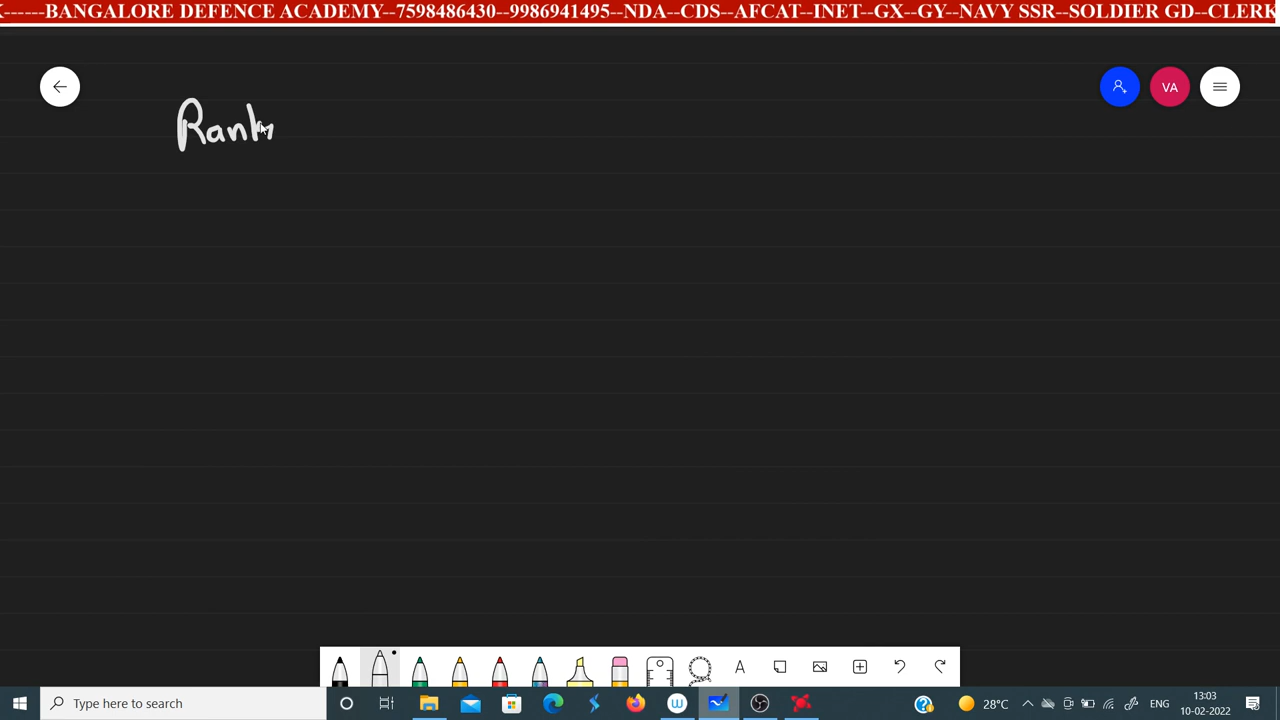 K------BANGALORE DEFENCE ACADEMY--7598486430--9986941495--NDA--CDS--AFCAT--INET--GX--GY--NAVY SSR--SOLDIER GD--CLERK
VA
Rank
A
Type here to search
28°C
ENG
13:03
10-02-2022